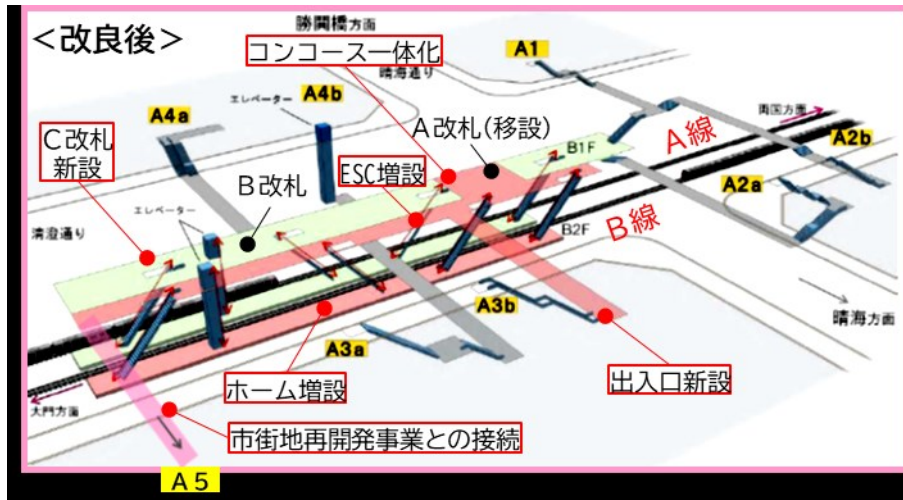 <改良後>
勝鬨橋方面
コンコース一体化
晴海通り
A1
エレベーター
A4b
A4a
A改札(移設)
両国方面
C改札
新設
B改札
ESC増設
B1F
A線
A2b
A2a
エレベーター
清澄通り
B2F
B線
A3b
晴海方面
A3a
大門方面
ホーム増設
出入口新設
市街地再開発事業との接続
A5